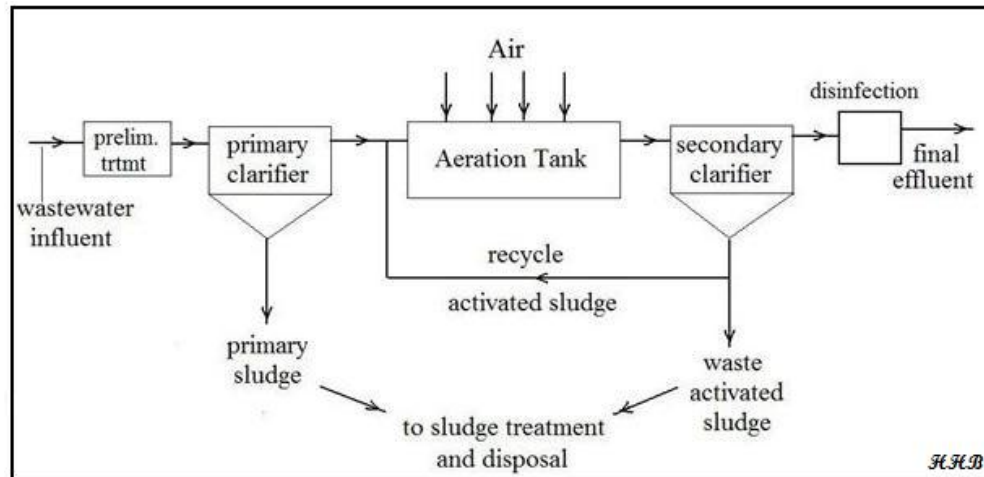 Air
disinfection
prelim.
trtmt
primary
clarifier
Aeration Tank
secondary
clarifier
final
effluent
wastewater
influent
recycle
activated sludge
primary
sludge
waste
activated
sludge
to sludge treatment
and disposal
HHB